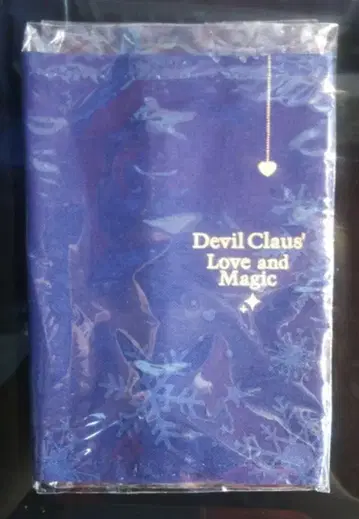 Devil Claus'
Love and
Magic